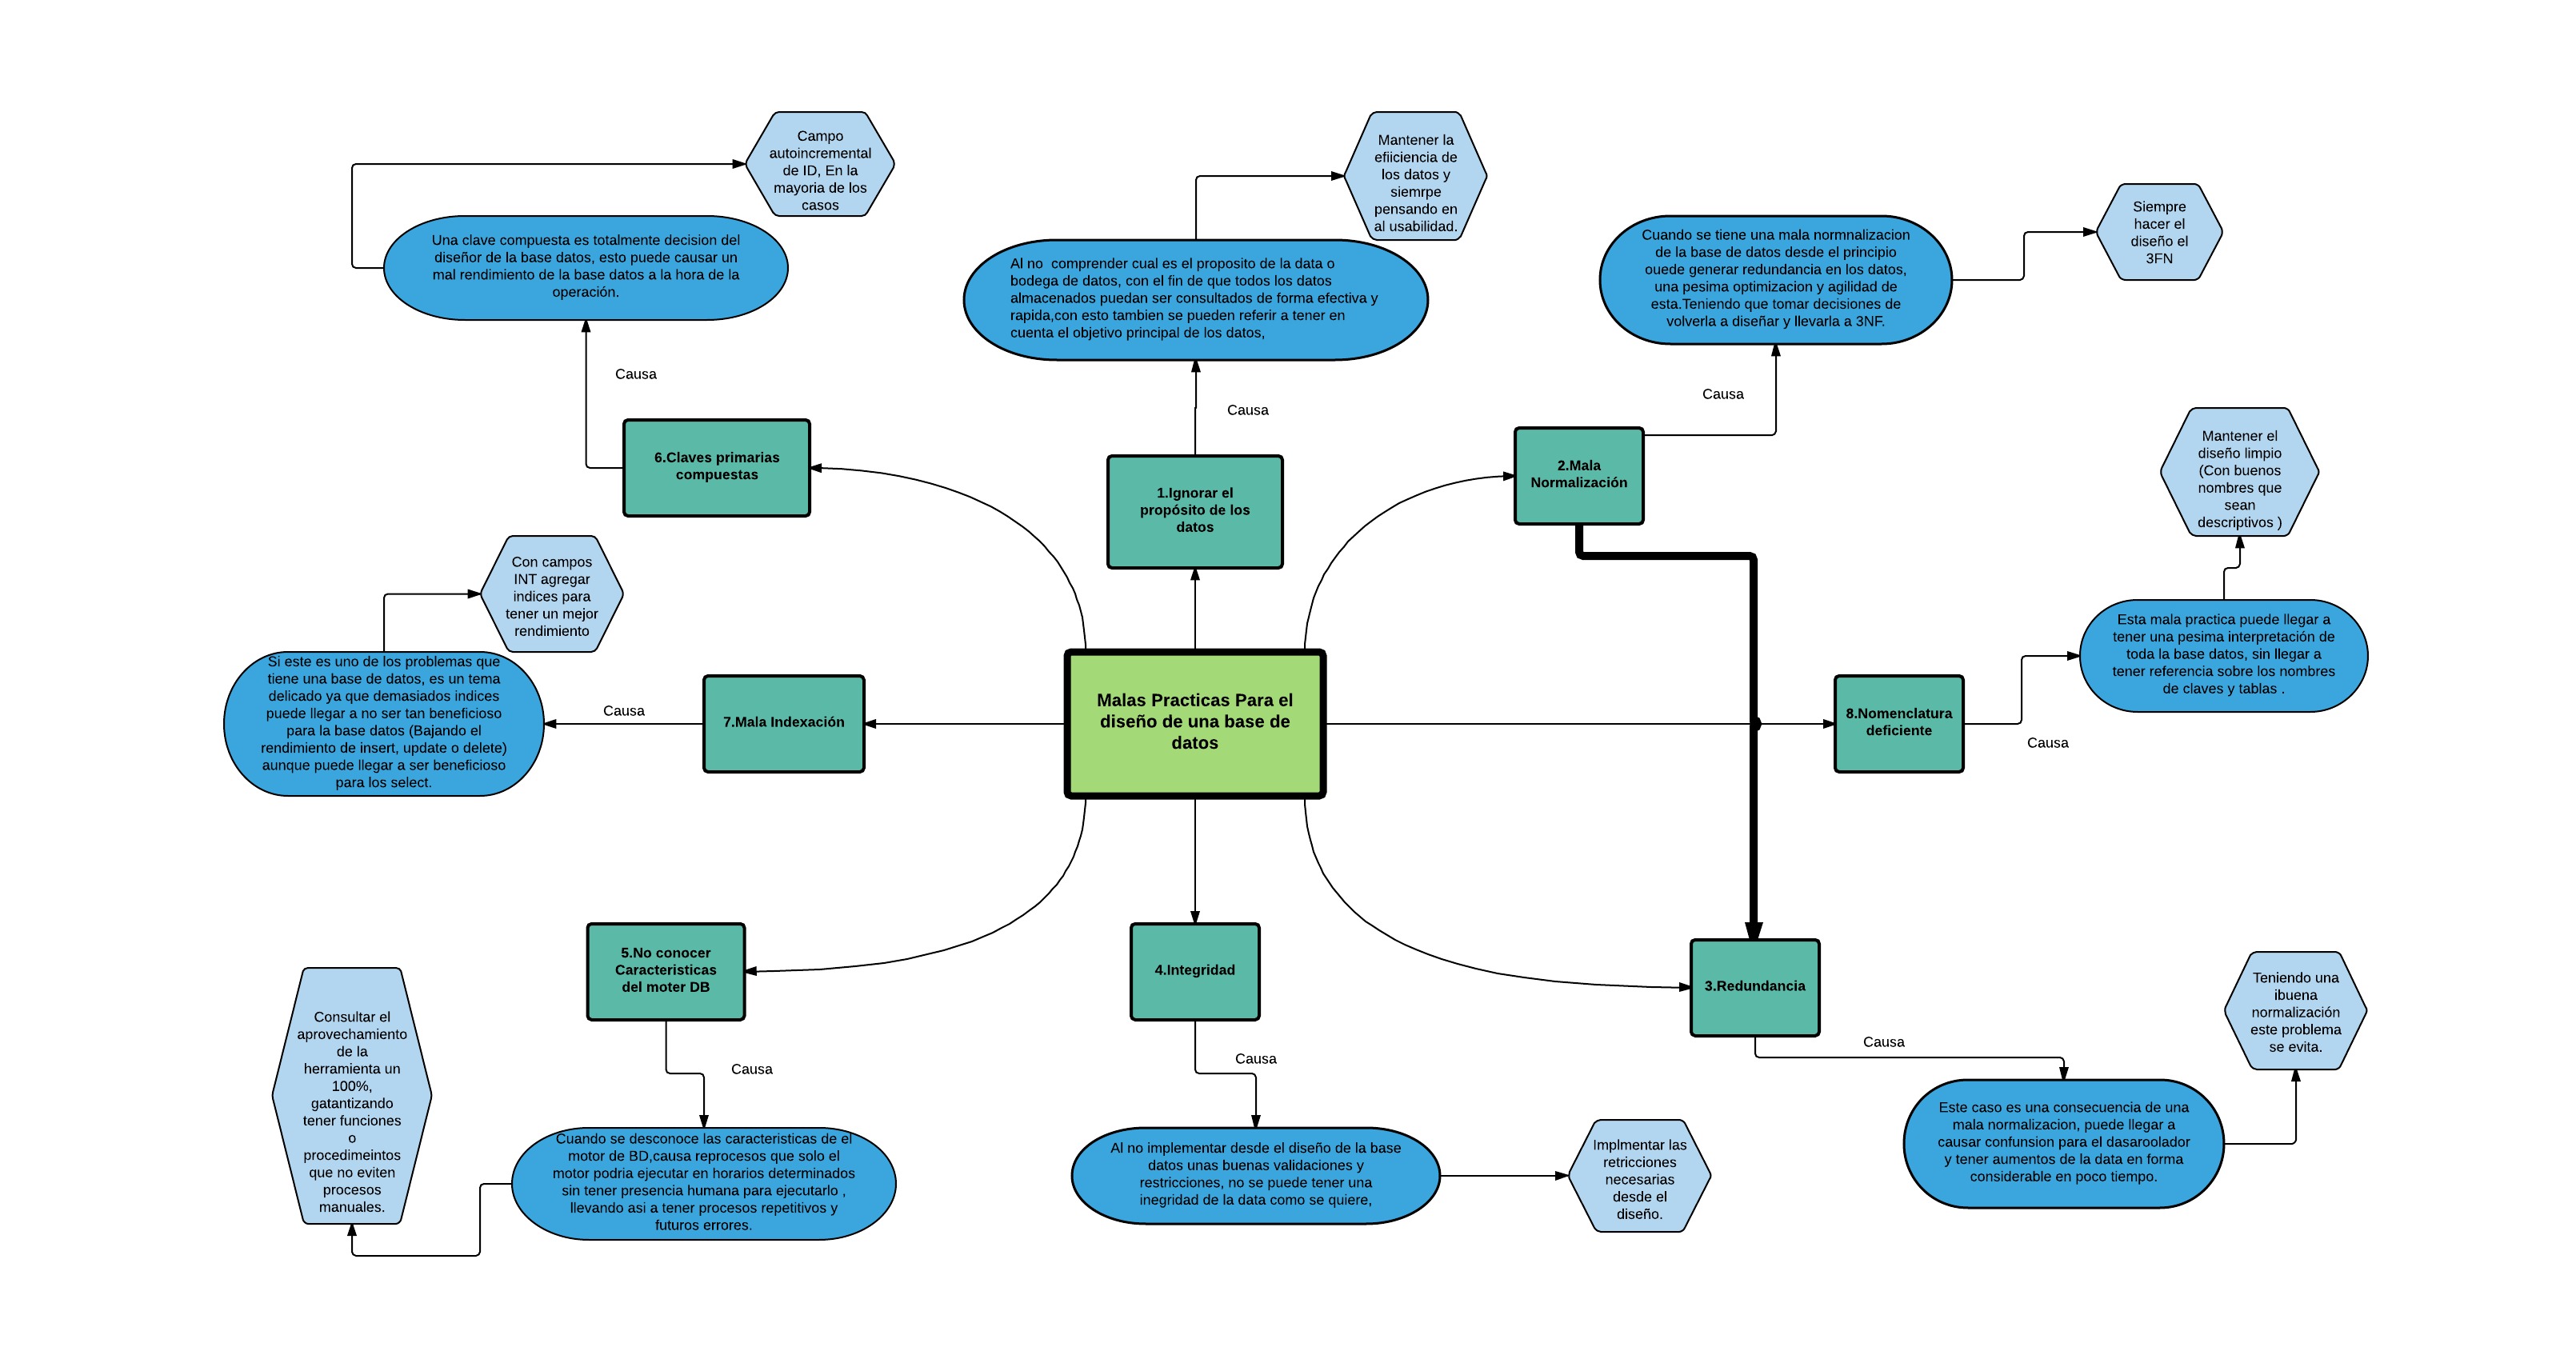 Campo
autoincremental
de ID, En la
mayoria de los
casos
Una clave compuesta es totalmente decision del
diseñor de la base datos, esto puede causar un
mal rendimiento de la base datos a la hora de la
operación.
Causa
6.Claves primarias
compuestas
Mantener la
efiiciencia de
los datos y
siemrpe
pensando en
al usabilidad.
Al no  comprender cual es el proposito de la data o
bodega de datos, con el fin de que todos los datos
almacenados puedan ser consultados de forma efectiva y
rapida,con esto tambien se pueden referir a tener en
cuenta el objetivo principal de los datos,
Causa
1.Ignorar el
propósito de los
datos
Siempre
hacer el
diseño el
3FN
Cuando se tiene una mala normnalizacion
de la base de datos desde el principio
ouede generar redundancia en los datos,
una pesima optimizacion y agilidad de
esta.Teniendo que tomar decisiones de
volverla a diseñar y llevarla a 3NF.
Causa
2.Mala
Normalización
Mantener el
diseño limpio
(Con buenos
nombres que
sean
descriptivos )
Esta mala practica puede llegar a
tener una pesima interpretación de
toda la base datos, sin llegar a
tener referencia sobre los nombres
de claves y tablas .
Causa
8.Nomenclatura
deficiente
Con campos
INT agregar
indices para
tener un mejor
rendimiento
Si este es uno de los problemas que
tiene una base de datos, es un tema
delicado ya que demasiados indices
puede llegar a no ser tan beneficioso
para la base datos (Bajando el
rendimiento de insert, update o delete)
aunque puede llegar a ser beneficioso
para los select.
Causa
7.Mala Indexación
Malas Practicas Para el
diseño de una base de
datos
5.No conocer
Caracteristicas
del moter DB
Causa
Consultar el
aprovechamiento
de la
herramienta un
100%,
gatantizando
tener funciones
o
procedimeintos
que no eviten
procesos
manuales.
Cuando se desconoce las caracteristicas de el
motor de BD,causa reprocesos que solo el
motor podria ejecutar en horarios determinados
sin tener presencia humana para ejecutarlo ,
llevando asi a tener procesos repetitivos y
futuros errores.
4.Integridad
Causa
Al no implementar desde el diseño de la base
datos unas buenas validaciones y
restricciones, no se puede tener una
inegridad de la data como se quiere,
Implmentar las
retricciones
necesarias
desde el
diseño.
3.Redundancia
Causa
Teniendo una
ibuena
normalización
este problema
se evita.
Este caso es una consecuencia de una
mala normalizacion, puede llegar a
causar confunsion para el dasaroolador
y tener aumentos de la data en forma
considerable en poco tiempo.